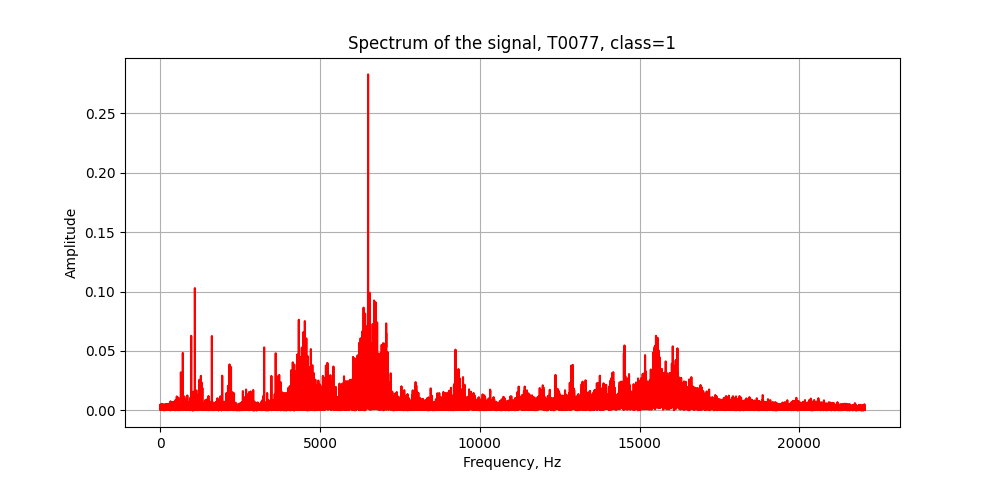 Spectrum of the signal, T0077, class=1
0.25
0.20
0.15
0.10
0.05
0.00
Amplitude
0 5000 10000 15000 20000
Frequency, Hz